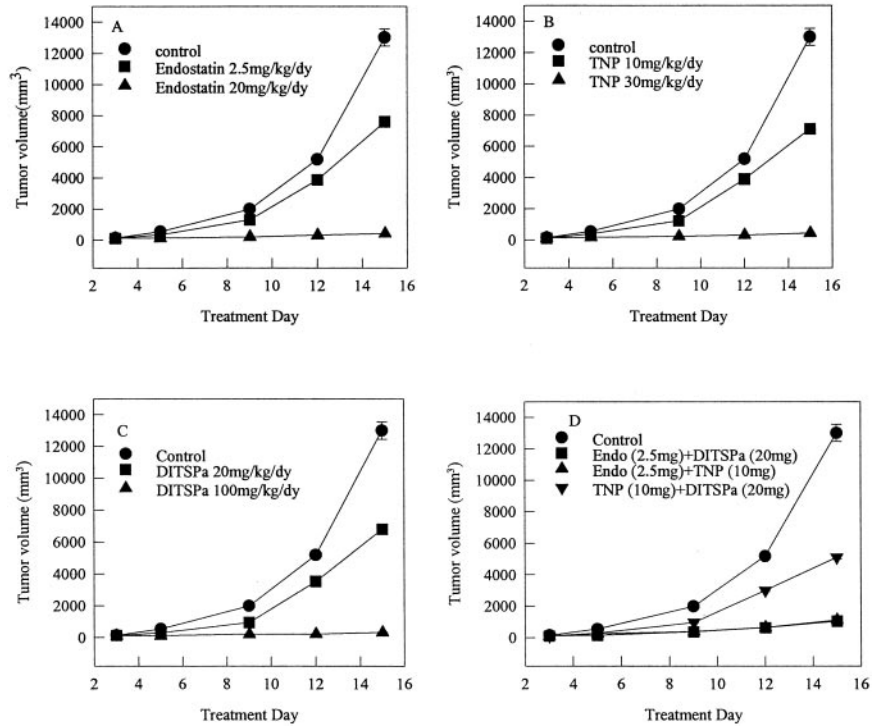 A
control
Endostatin 2.5mg/kg/dy
Endostatin 20mg/kg/dy
Tumor volume(mm³)
14000
12000
10000
8000
6000
4000
2000
0
2 4 6 8 10 12 14 16
Treatment Day
B
control
TNP 10mg/kg/dy
TNP 30mg/kg/dy
Tumor volume (mm³)
14000
12000
10000
8000
6000
4000
2000
0
2 4 6 8 10 12 14 16
Treatment Day
C
Control
DITSPa 20mg/kg/dy
DITSPa 100mg/kg/dy
Tumor volume (mm³)
14000
12000
10000
8000
6000
4000
2000
0
2 4 6 8 10 12 14 16
Treatment Day
D
Control
Endo (2.5mg)+DITSPa (20mg)
Endo (2.5mg)+TNP (10mg)
TNP (10mg)+DITSPa (20mg)
Tumor volume (mm³)
14000
12000
10000
8000
6000
4000
2000
0
2 4 6 8 10 12 14 16
Treatment Day